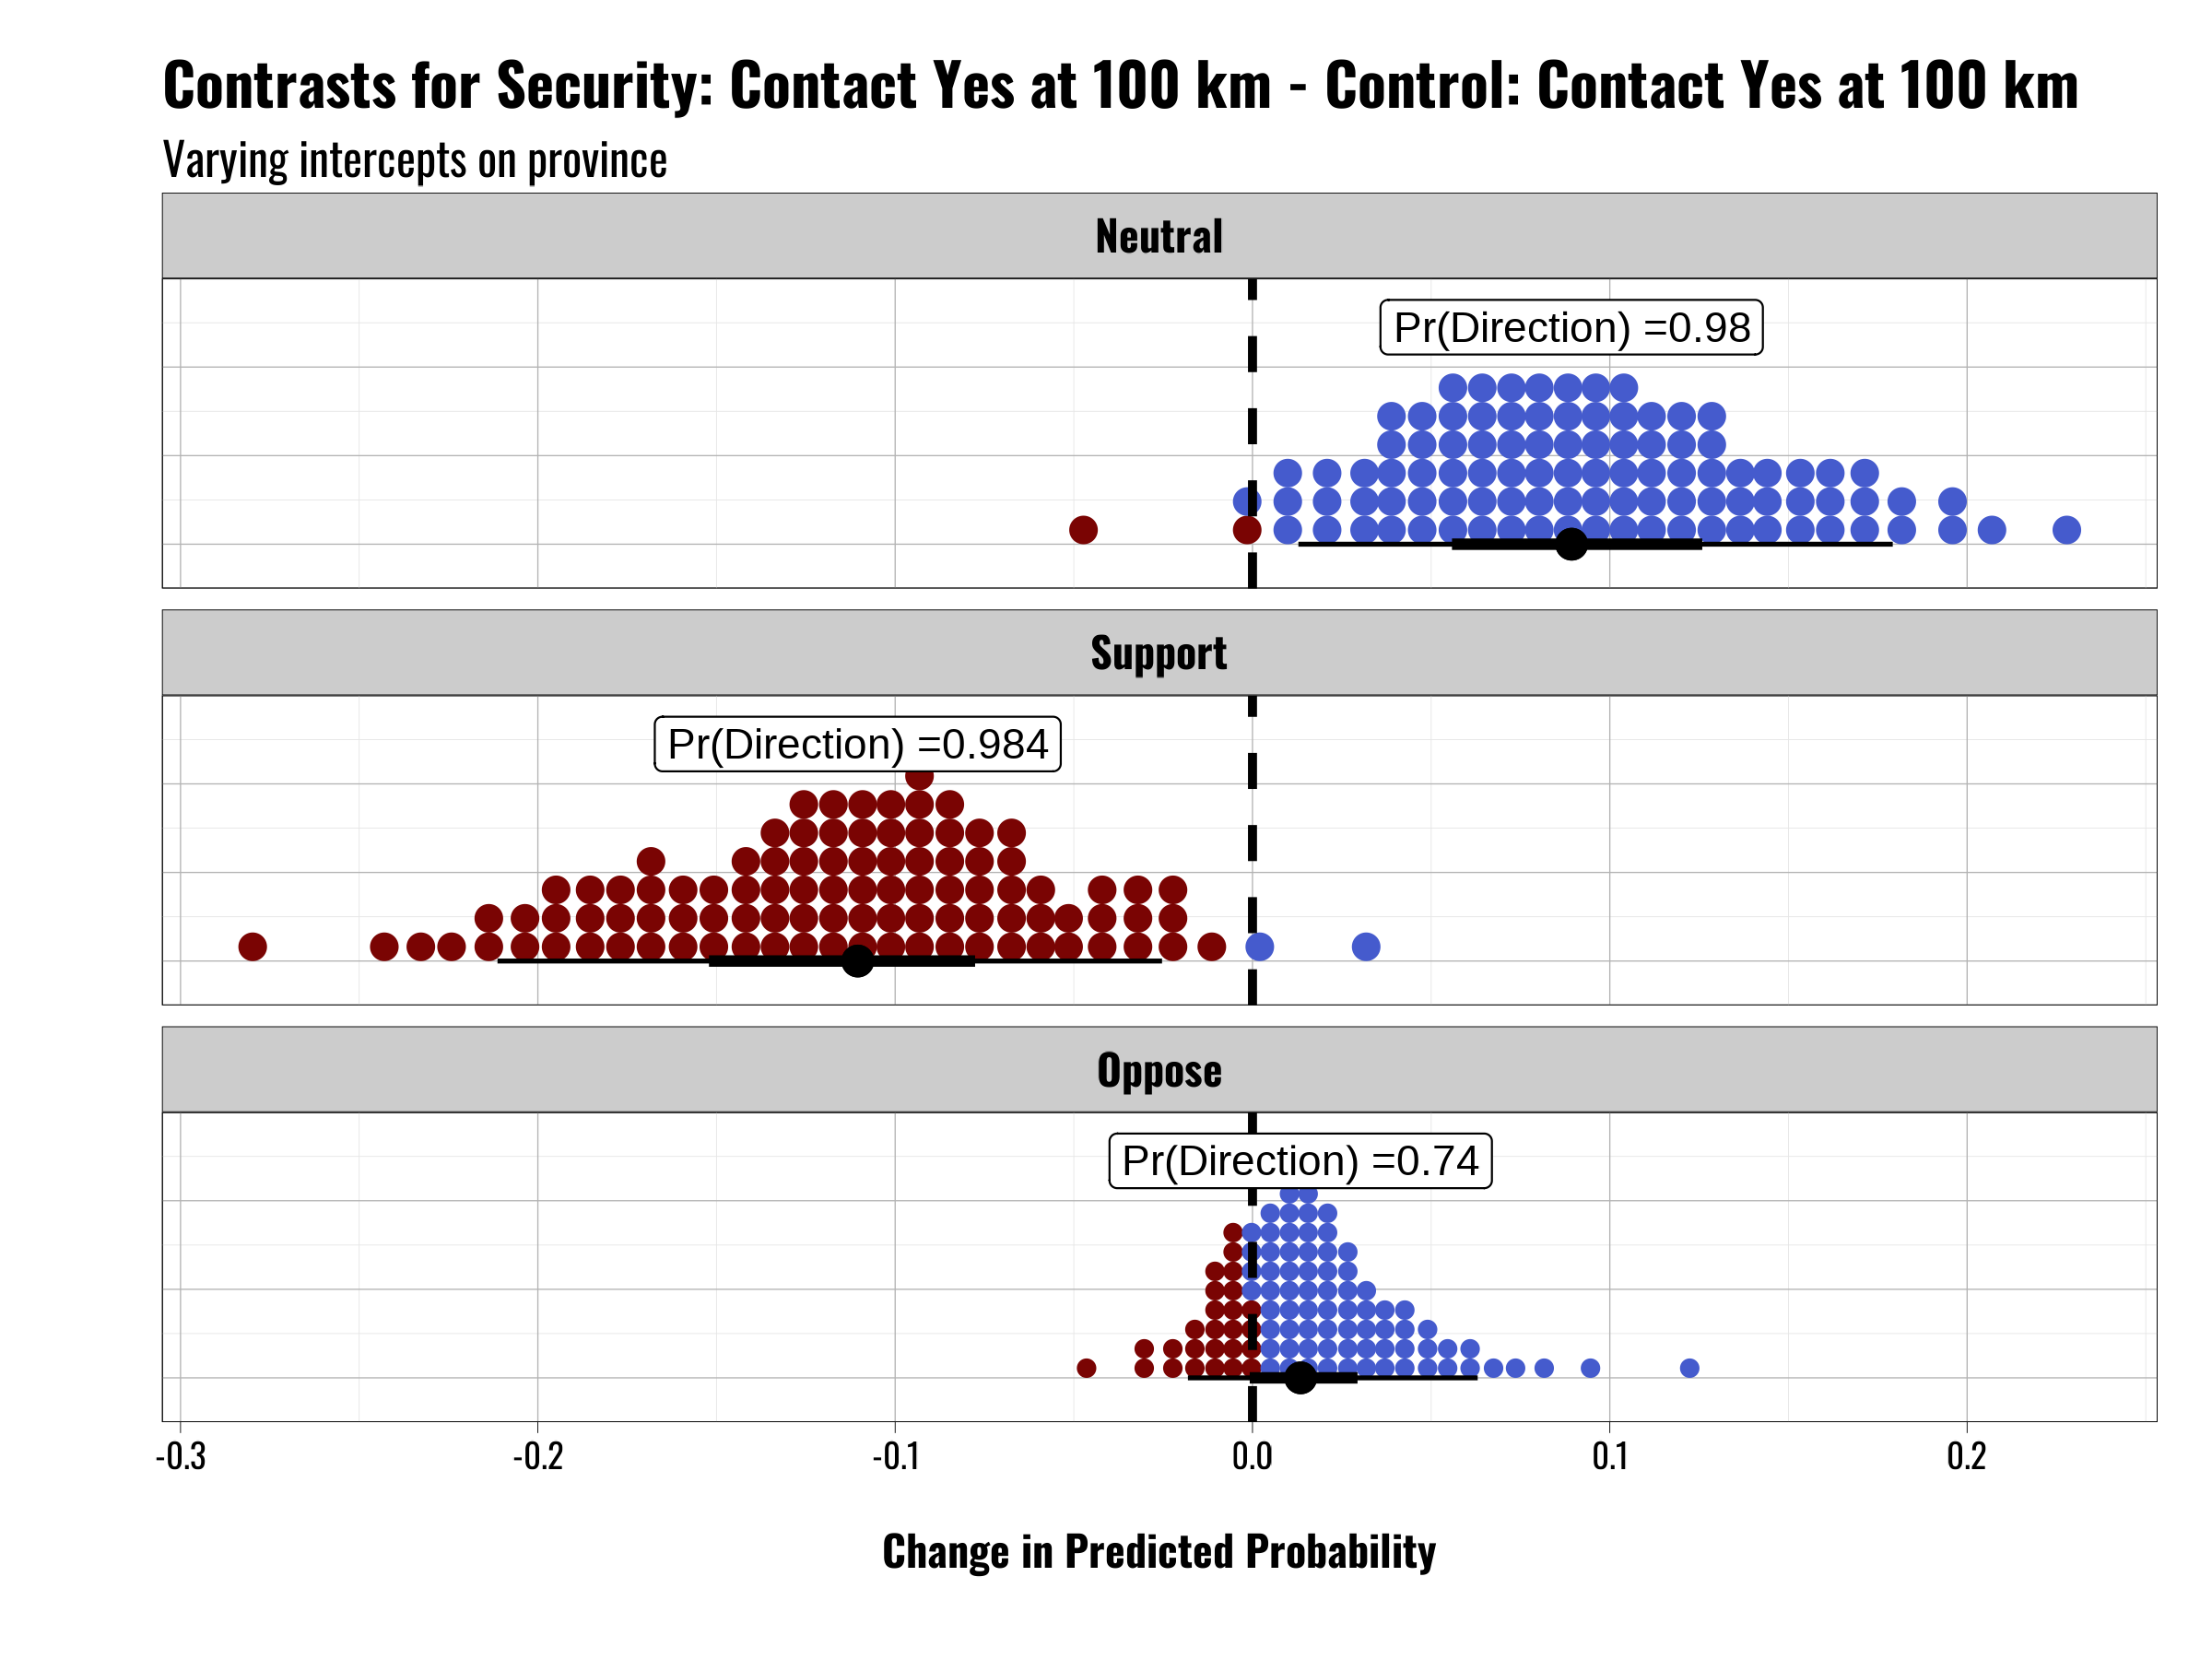 Contrasts for Security: Contact Yes at 100 km - Control: Contact Yes at 100 km
Varying intercepts on province
Neutral
Pr(Direction) =0.98
Support
Pr(Direction) =0.984
Oppose
Pr(Direction) =0.74
-0.3 -0.2 -0.1 0.0 0.1 0.2
Change in Predicted Probability